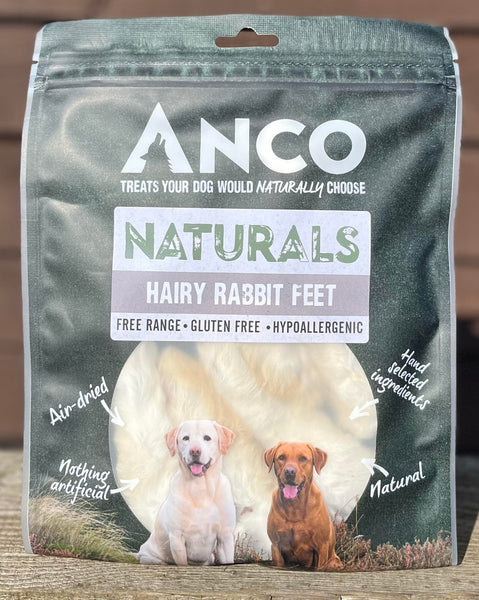 ANCO
TREATS YOUR DOG WOULD NATURALLY CHOOSE
NATURALS
HAIRY RABBIT FEET
FREE RANGE • GLUTEN FREE • HYPOALLERGENIC
Air-dried
Hand
selected
ingredients
Nothing
artificial
Natural